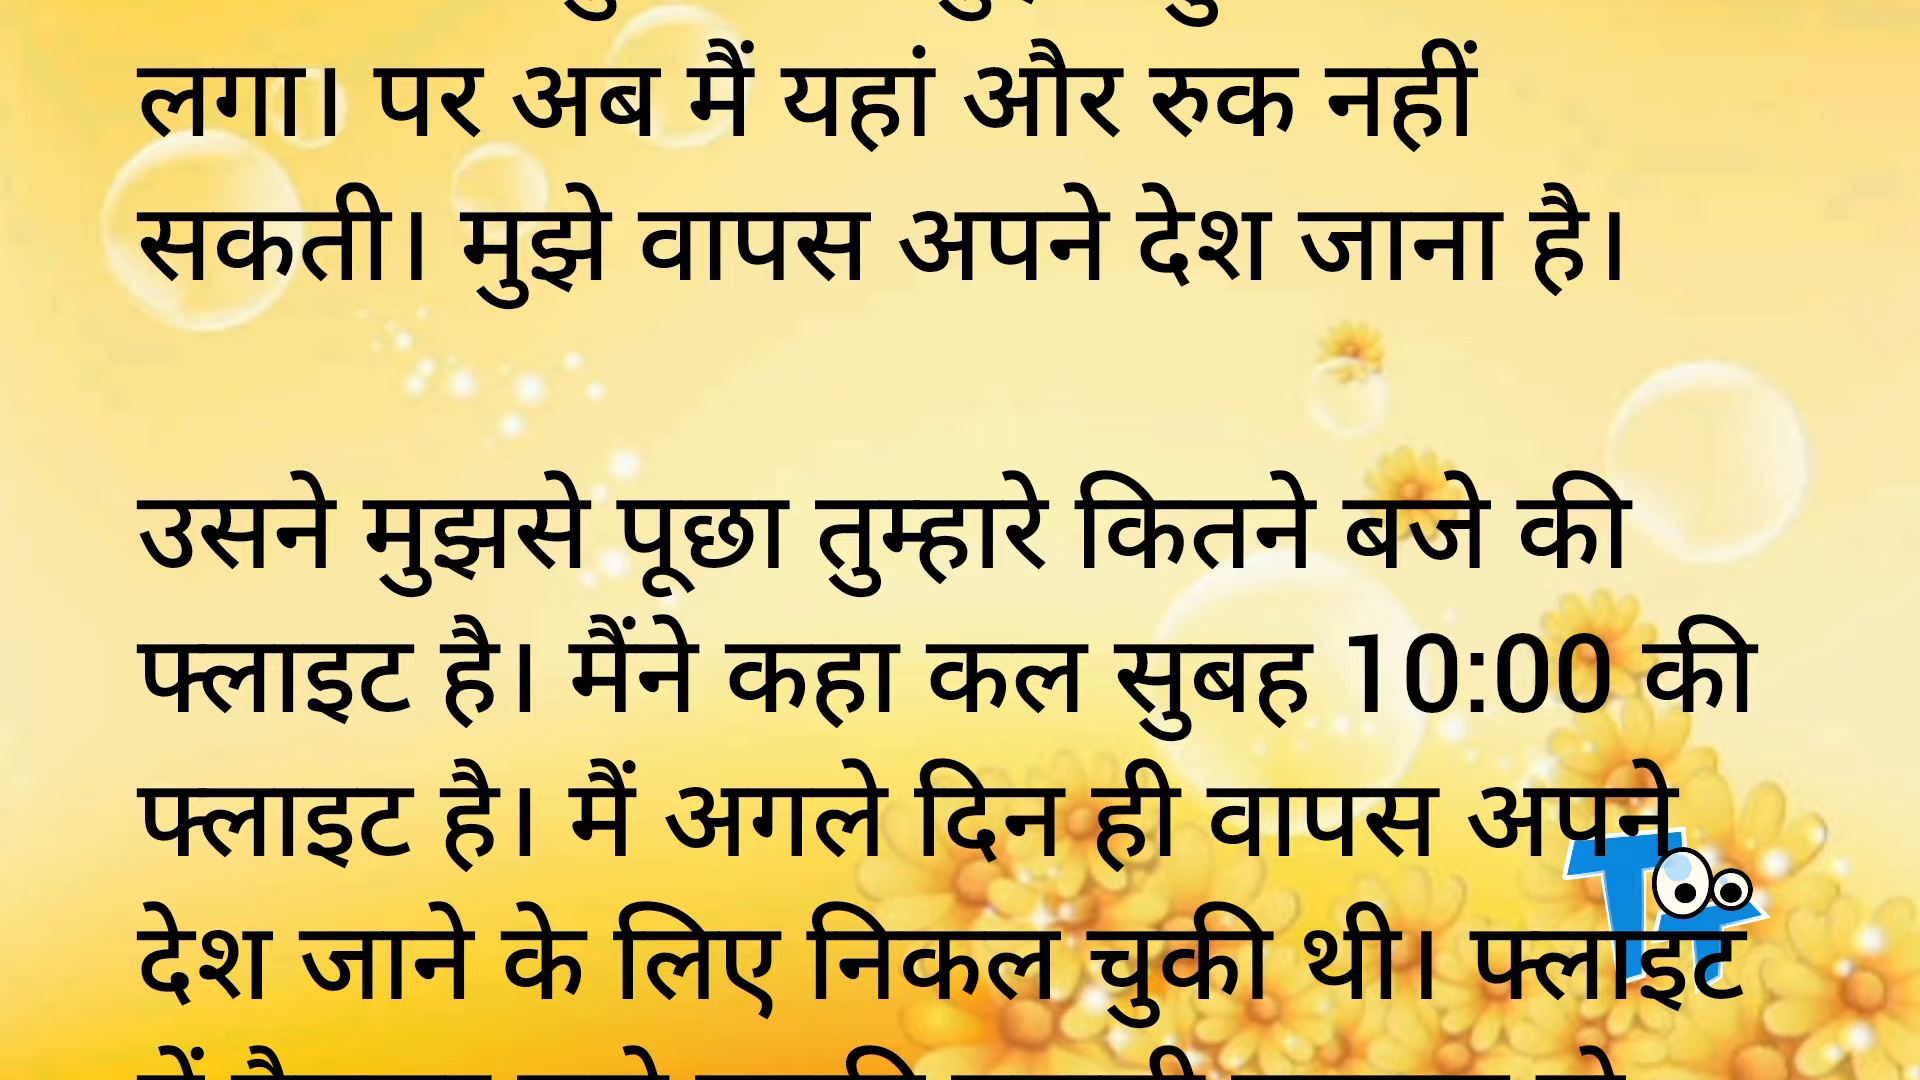 लगा। पर अब मैं यहां और रुक नहीं
सकती। मुझे वापस अपने देश जाना है।
उसने मुझसे पूछा तुम्हारे कितने बजे की
फ्लाइट है। मैंने कहा कल सुबह 10:00 की
फ्लाइट है। मैं अगले दिन ही वापस अपने
देश जाने के लिए निकल चुकी थी। फ्लाइट